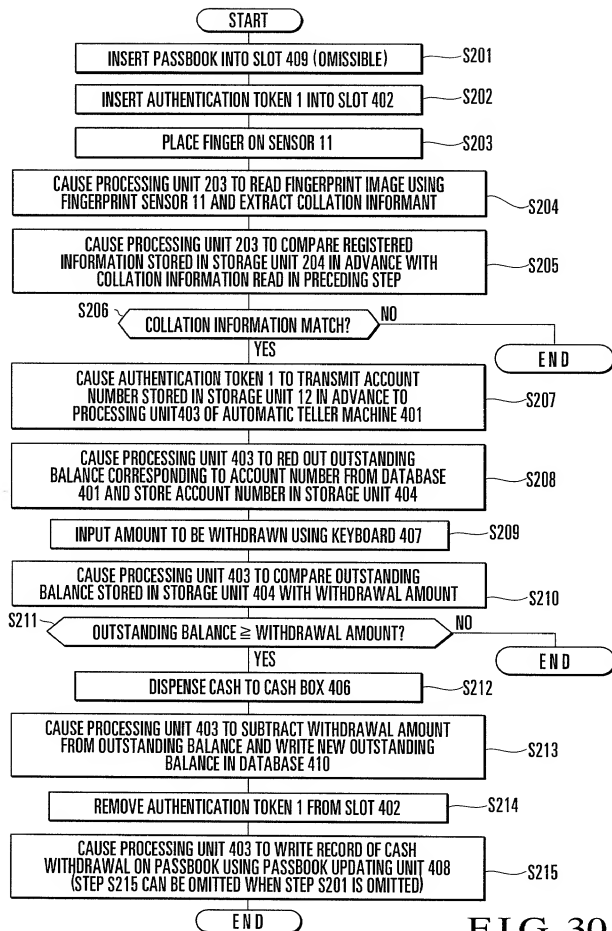 START
INSERT PASSBOOK INTO SLOT 409 (OMISSIBLE)
S201
INSERT AUTHENTICATION TOKEN 1 INTO SLOT 402
S202
PLACE FINGER ON SENSOR 11
S203
CAUSE PROCESSING UNIT 203 TO READ FINGERPRINT IMAGE USING
FINGERPRINT SENSOR 11 AND EXTRACT COLLATION INFORMANT
S204
CAUSE PROCESSING UNIT 203 TO COMPARE REGISTERED
INFORMATION STORED IN STORAGE UNIT 204 IN ADVANCE WITH
COLLATION INFORMATION READ IN PRECEDING STEP
S205
S206
COLLATION INFORMATION MATCH?
NO
YES
END
CAUSE AUTHENTICATION TOKEN 1 TO TRANSMIT ACCOUNT
NUMBER STORED IN STORAGE UNIT 12 IN ADVANCE TO
PROCESSING UNIT403 OF AUTOMATIC TELLER MACHINE 401
S207
CAUSE PROCESSING UNIT 403 TO RED OUT OUTSTANDING
BALANCE CORRESPONDING TO ACCOUNT NUMBER FROM DATABASE
401 AND STORE ACCOUNT NUMBER IN STORAGE UNIT 404
S208
INPUT AMOUNT TO BE WITHDRAWN USING KEYBOARD 407
S209
CAUSE PROCESSING UNIT 403 TO COMPARE OUTSTANDING
BALANCE STORED IN STORAGE UNIT 404 WITH WITHDRAWAL AMOUNT
S210
S211
OUTSTANDING BALANCE ≧ WITHDRAWAL AMOUNT?
NO
YES
END
DISPENSE CASH TO CASH BOX 406
S212
CAUSE PROCESSING UNIT 403 TO SUBTRACT WITHDRAWAL AMOUNT
FROM OUTSTANDING BALANCE AND WRITE NEW OUTSTANDING
BALANCE IN DATABASE 410
S213
REMOVE AUTHENTICATION TOKEN 1 FROM SLOT 402
S214
CAUSE PROCESSING UNIT 403 TO WRITE RECORD OF CASH
WITHDRAWAL ON PASSBOOK USING PASSBOOK UPDATING UNIT 408
(STEP S215 CAN BE OMITTED WHEN STEP S201 IS OMITTED)
S215
END
FIG. 30